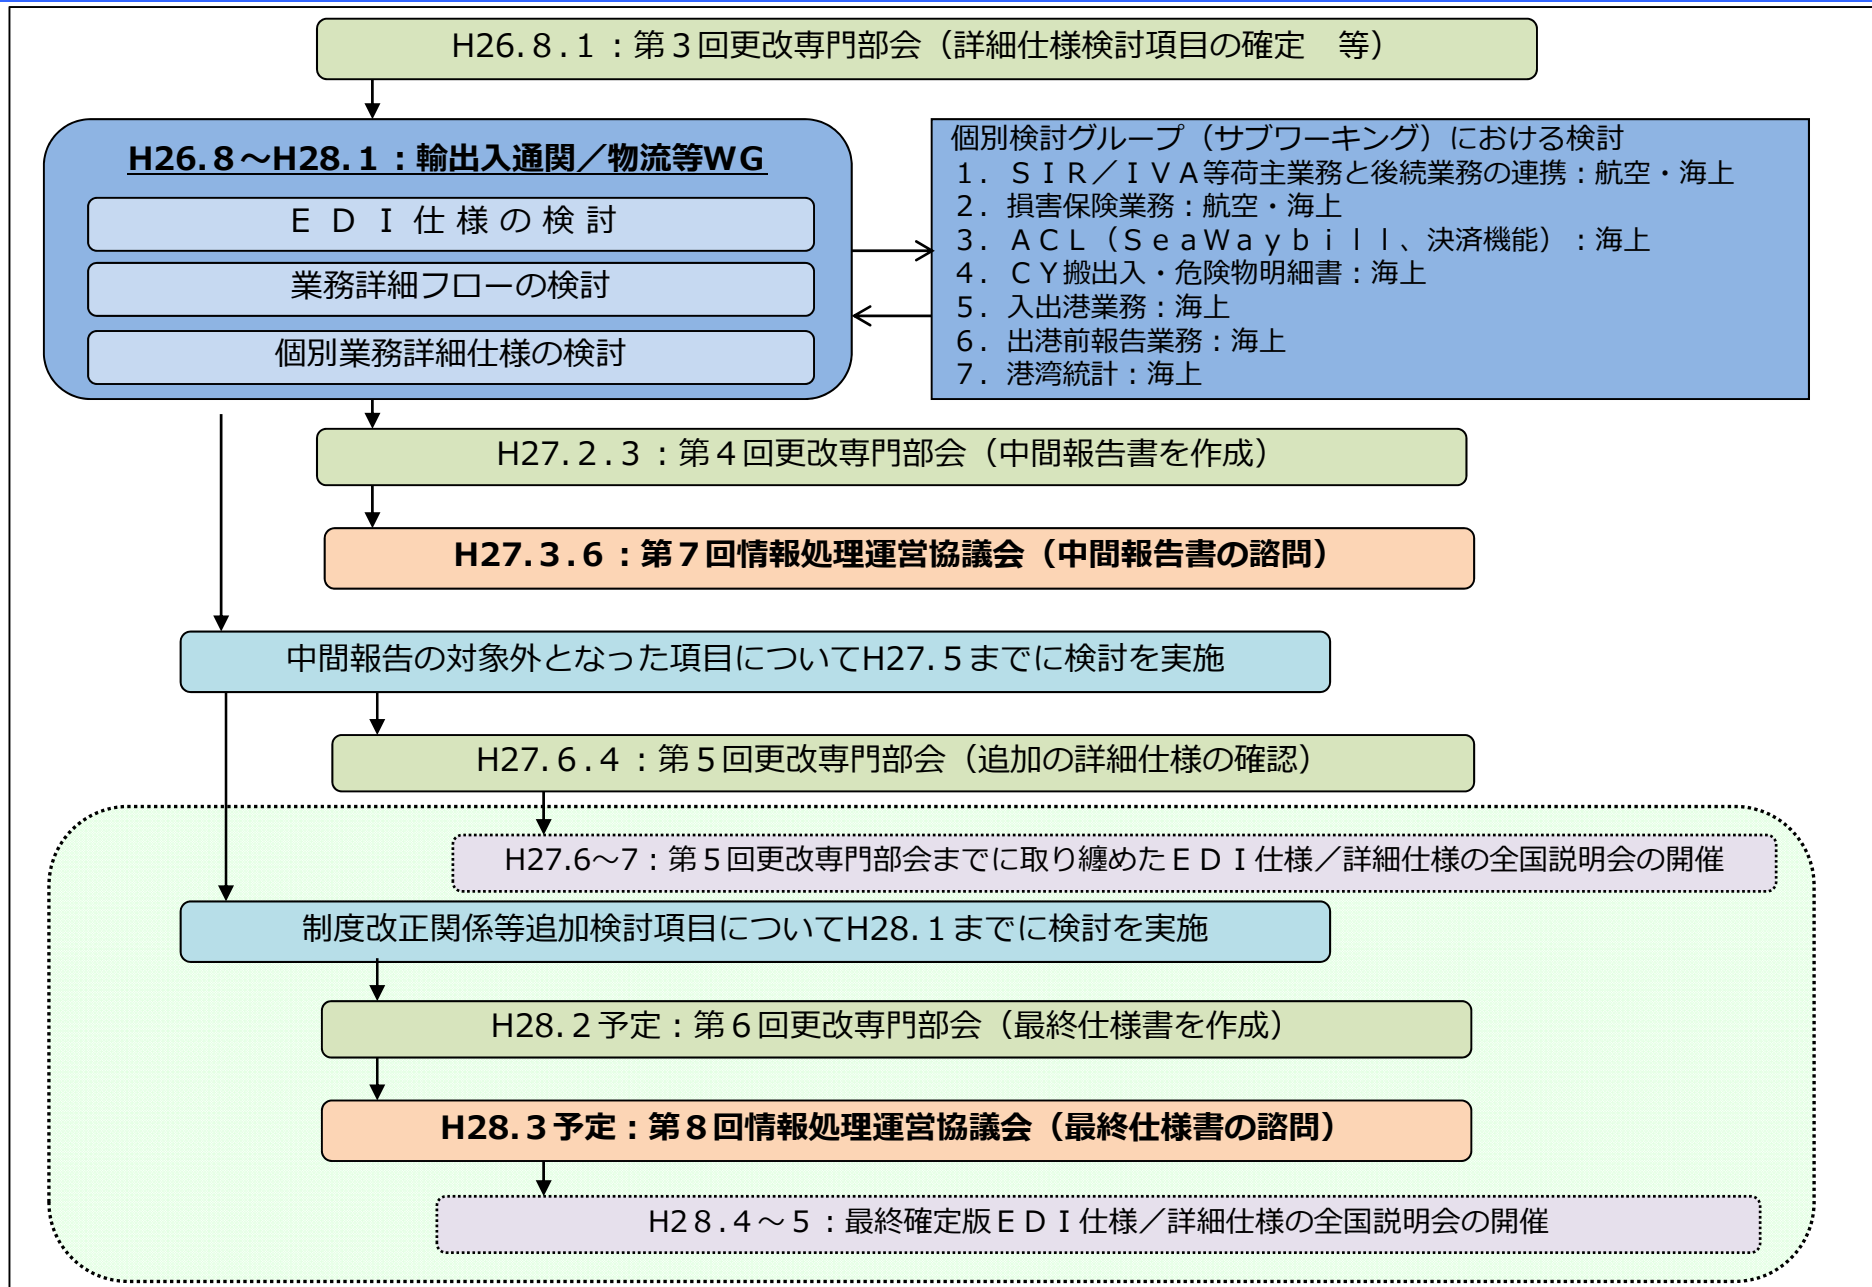 H26.８.１：第３回更改専門部会（詳細仕様検討項目の確定　等）
H26.８～H28.１：輸出入通関／物流等WG
ＥＤＩ仕様の検討
業務詳細フローの検討
個別業務詳細仕様の検討
個別検討グループ（サブワーキング）における検討
１．ＳＩＲ／ＩＶＡ等荷主業務と後続業務の連携：航空・海上
２．損害保険業務：航空・海上
３．ＡＣＬ（ＳｅａＷａｙｂｉｌｌ、決済機能）：海上
４．ＣＹ搬出入・危険物明細書：海上
５．入出港業務：海上
６．出港前報告業務：海上
７．港湾統計：海上
H27.２.３：第４回更改専門部会（中間報告書を作成）
H27.３.６：第７回情報処理運営協議会（中間報告書の諮問）
中間報告の対象外となった項目についてH27.５までに検討を実施
H27.６.４：第５回更改専門部会（追加の詳細仕様の確認）
H27.6～7：第５回更改専門部会までに取り纏めたＥＤＩ仕様／詳細仕様の全国説明会の開催
制度改正関係等追加検討項目についてH28.１までに検討を実施
H28.２予定：第６回更改専門部会（最終仕様書を作成）
H28.３予定：第８回情報処理運営協議会（最終仕様書の諮問）
H2８.４～５：最終確定版ＥＤＩ仕様／詳細仕様の全国説明会の開催